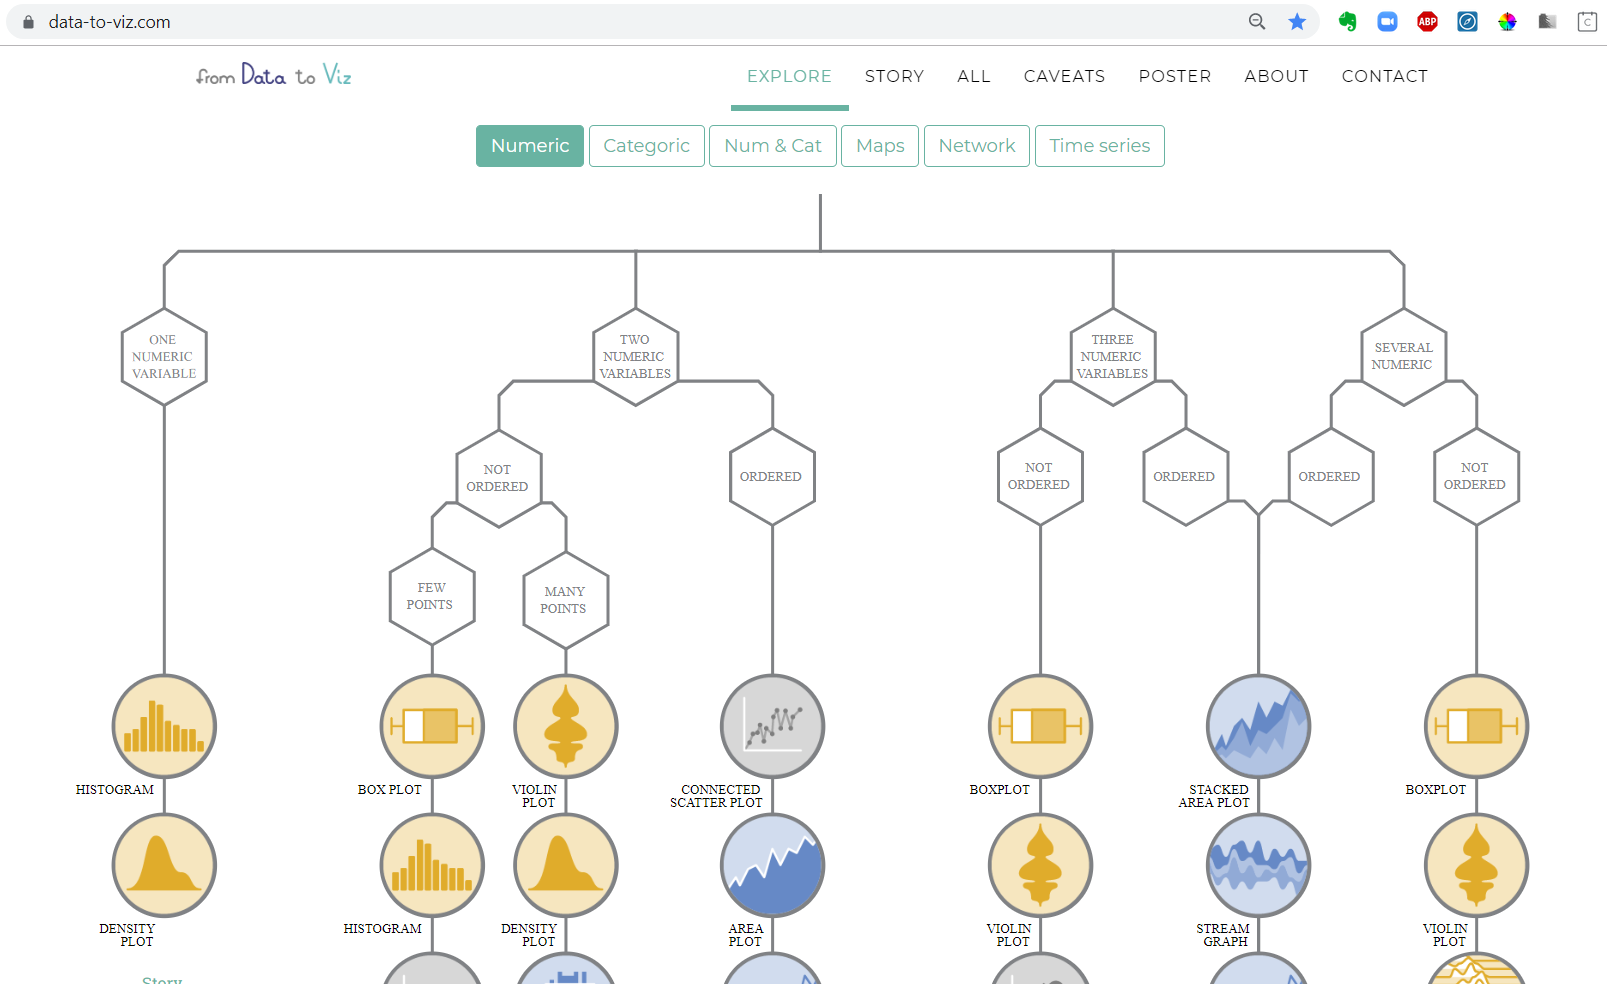 data-to-viz.com
ABP
C
from Data to Viz
EXPLORE
STORY
ALL
CAVEATS
POSTER
ABOUT
CONTACT
Numeric
Categoric
Num & Cat
Maps
Network
Time series
ONE
NUMERIC
VARIABLE
TWO
NUMERIC
VARIABLES
THREE
NUMERIC
VARIABLES
SEVERAL
NUMERIC
NOT
ORDERED
ORDERED
NOT
ORDERED
ORDERED
ORDERED
NOT
ORDERED
FEW
POINTS
MANY
POINTS
HISTOGRAM
BOX PLOT
VIOLIN
PLOT
CONNECTED
SCATTER PLOT
BOXPLOT
STACKED
AREA PLOT
BOXPLOT
DENSITY
PLOT
HISTOGRAM
DENSITY
PLOT
AREA
PLOT
VIOLIN
PLOT
STREAM
GRAPH
VIOLIN
PLOT
Story